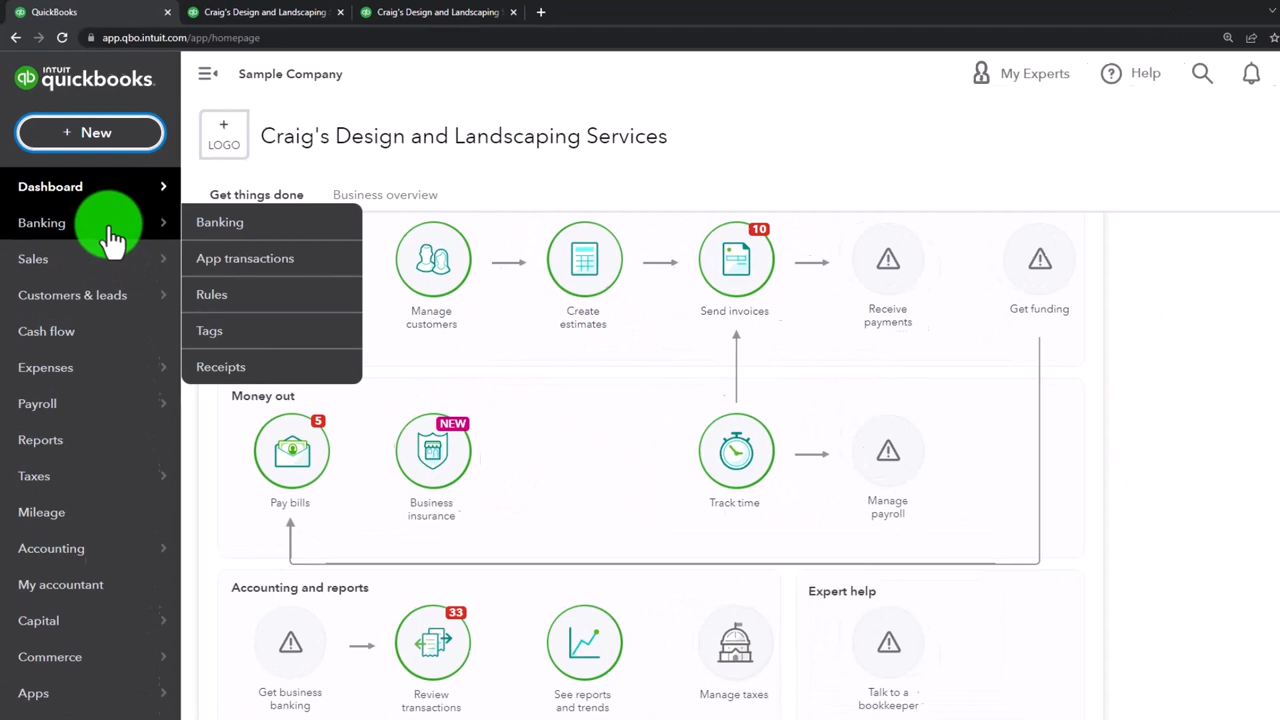 QuickBooks
Craig's Design and Landscaping
Craig's Design and Landscaping
app.qbo.intuit.com/app/homepage
INTUIT
quickbooks.
Sample Company
My Experts
Help
+ New
+
LOGO
Craig's Design and Landscaping Services
Get things done
Business overview
Dashboard
Banking
Sales
Customers & leads
Cash flow
Expenses
Payroll
Reports
Taxes
Mileage
Accounting
My accountant
Capital
Commerce
Apps
Banking
App transactions
Rules
Tags
Receipts
Manage
customers
Create
estimates
10
Send invoices
Receive
payments
Get funding
Money out
5
Pay bills
NEW
Business
insurance
Track time
Manage
payroll
Accounting and reports
Get business
banking
33
Review
transactions
See reports
and trends
Manage taxes
Expert help
Talk to a
bookkeeper